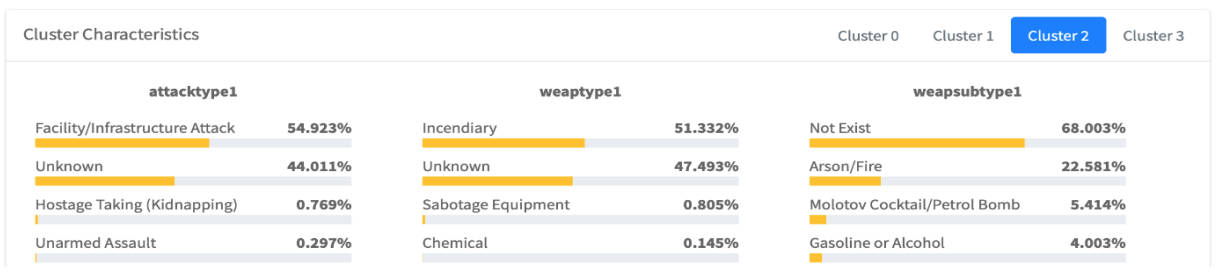 Cluster Characteristics Cluster 0 Cluster 1 Cluster 2 Cluster 3
attacktype1 weaptype1 weapsubtype1
Facility/Infrastructure Attack 54.923% Incendiary 51.332% Not Exist 68.003%
Unknown 44.011% Unknown 47.493% Arson/Fire 22.581%
Hostage Taking (Kidnapping) 0.769% Sabotage Equipment 0.805% Molotov Cocktail/Petrol Bomb 5.414%
Unarmed Assault 0.297% Chemical 0.145% Gasoline or Alcohol 4.003%